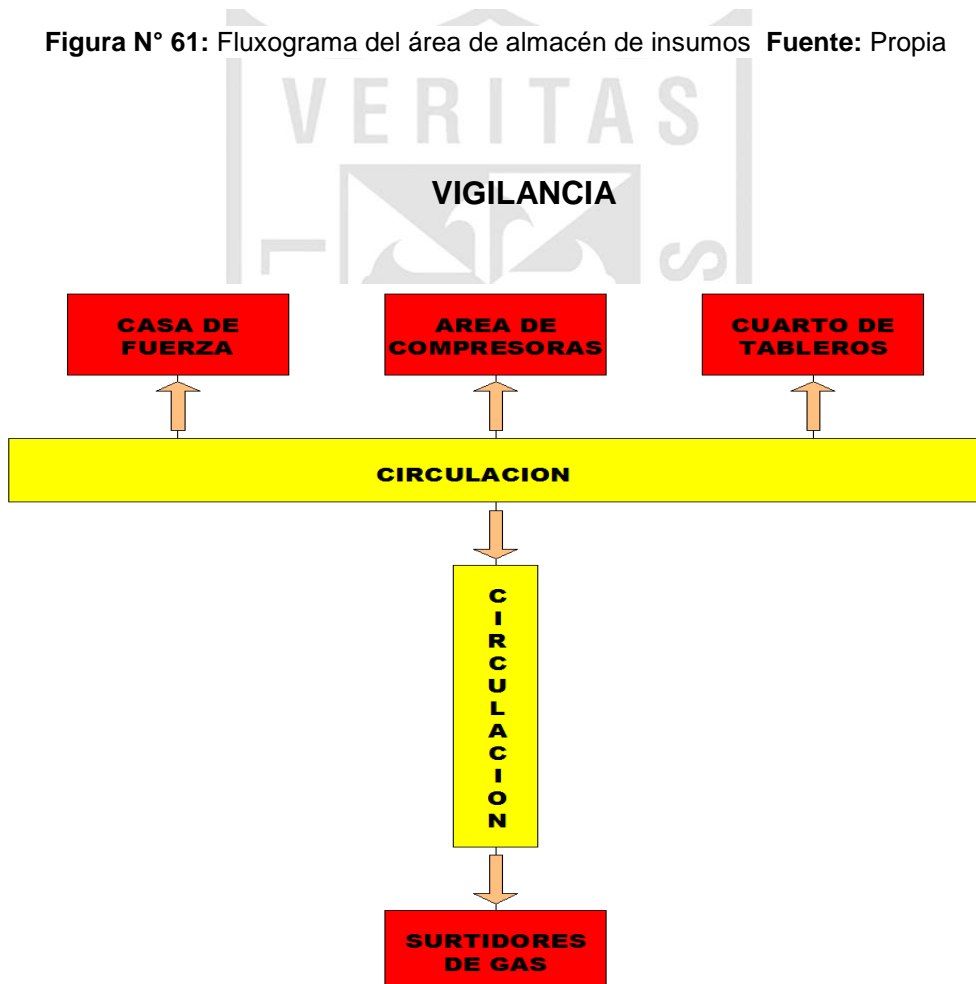 Figura N° 61: Fluxograma del área de almacén de insumos Fuente: Propia
VERITAS
VIGILANCIA
L S
CASA DE
FUERZA
AREA DE
COMPRESORAS
CUARTO DE
TABLEROS
CIRCULACION
C
I
R
C
U
L
A
C
I
O
N
SURTIDORES
DE GAS